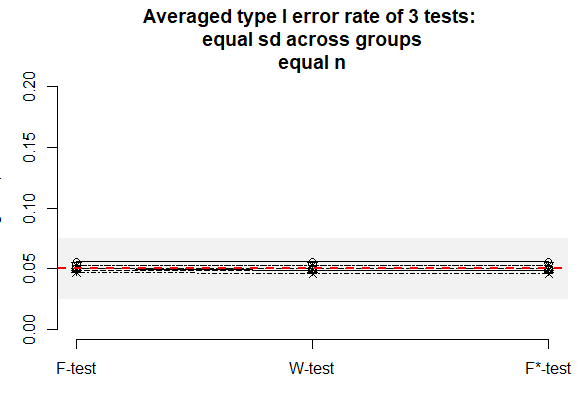 Averaged type I error rate of 3 tests:
equal sd across groups
equal n
0.20
0.15
0.10
0.05
0.00
F-test
W-test
F*-test